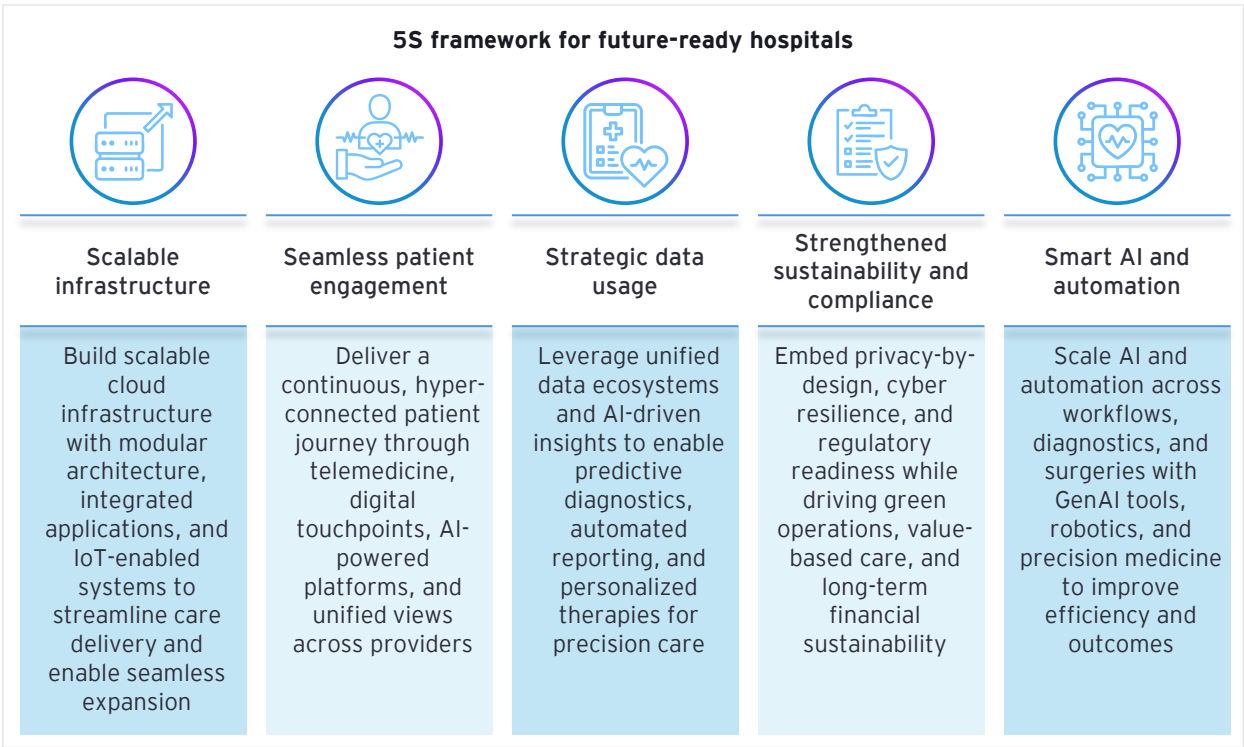 5S framework for future-ready hospitals
Scalable
infrastructure
Build scalable
cloud
infrastructure
with modular
architecture,
integrated
applications, and
IoT-enabled
systems to
streamline care
delivery and
enable seamless
expansion
Seamless patient
engagement
Deliver a
continuous, hyper-
connected patient
journey through
telemedicine,
digital
touchpoints, AI-
powered
platforms, and
unified views
across providers
Strategic data
usage
Leverage unified
data ecosystems
and AI-driven
insights to enable
predictive
diagnostics,
automated
reporting, and
personalized
therapies for
precision care
Strengthened
sustainability and
compliance
Embed privacy-by-
design, cyber
resilience, and
regulatory
readiness while
driving green
operations, value-
based care, and
long-term
financial
sustainability
Smart AI and
automation
Scale AI and
automation across
workflows,
diagnostics, and
surgeries with
GenAI tools,
robotics, and
precision medicine
to improve
efficiency and
outcomes